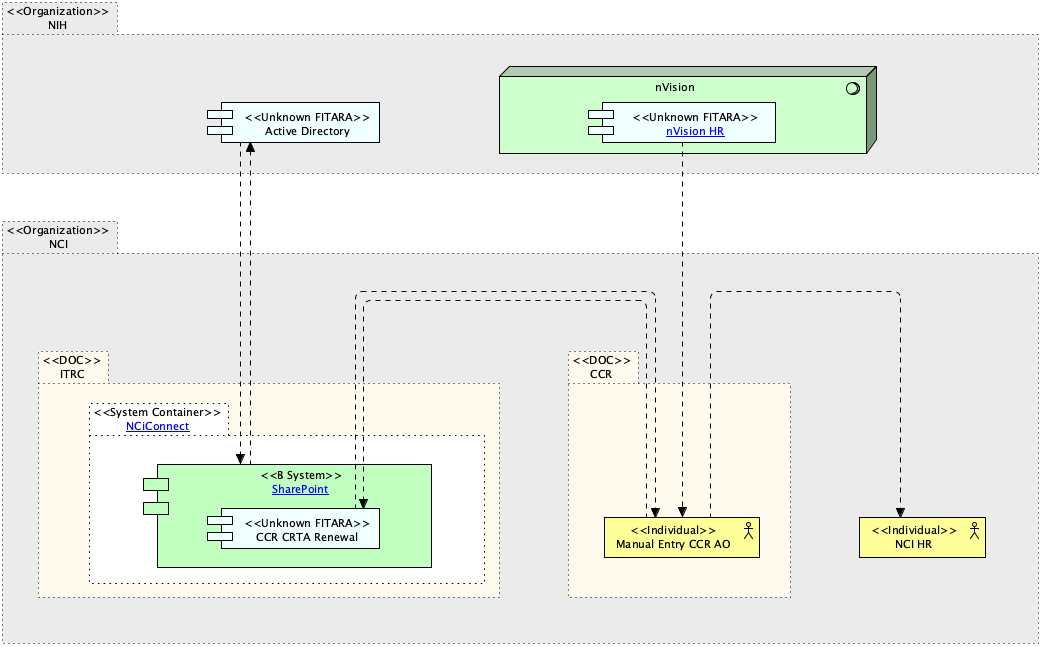 <<Organization>>
NIH
nVision
<<Unknown FITARA>>
Active Directory
<<Unknown FITARA>>
nVision HR
<<Organization>>
NCI
<<DOC>>
ITRC
<<DOC>>
CCR
<<System Container>>
NCiConnect
<<B System>>
SharePoint
<<Unknown FITARA>>
CCR CRTA Renewal
<<Individual>>
Manual Entry CCR AO
<<Individual>>
NCI HR